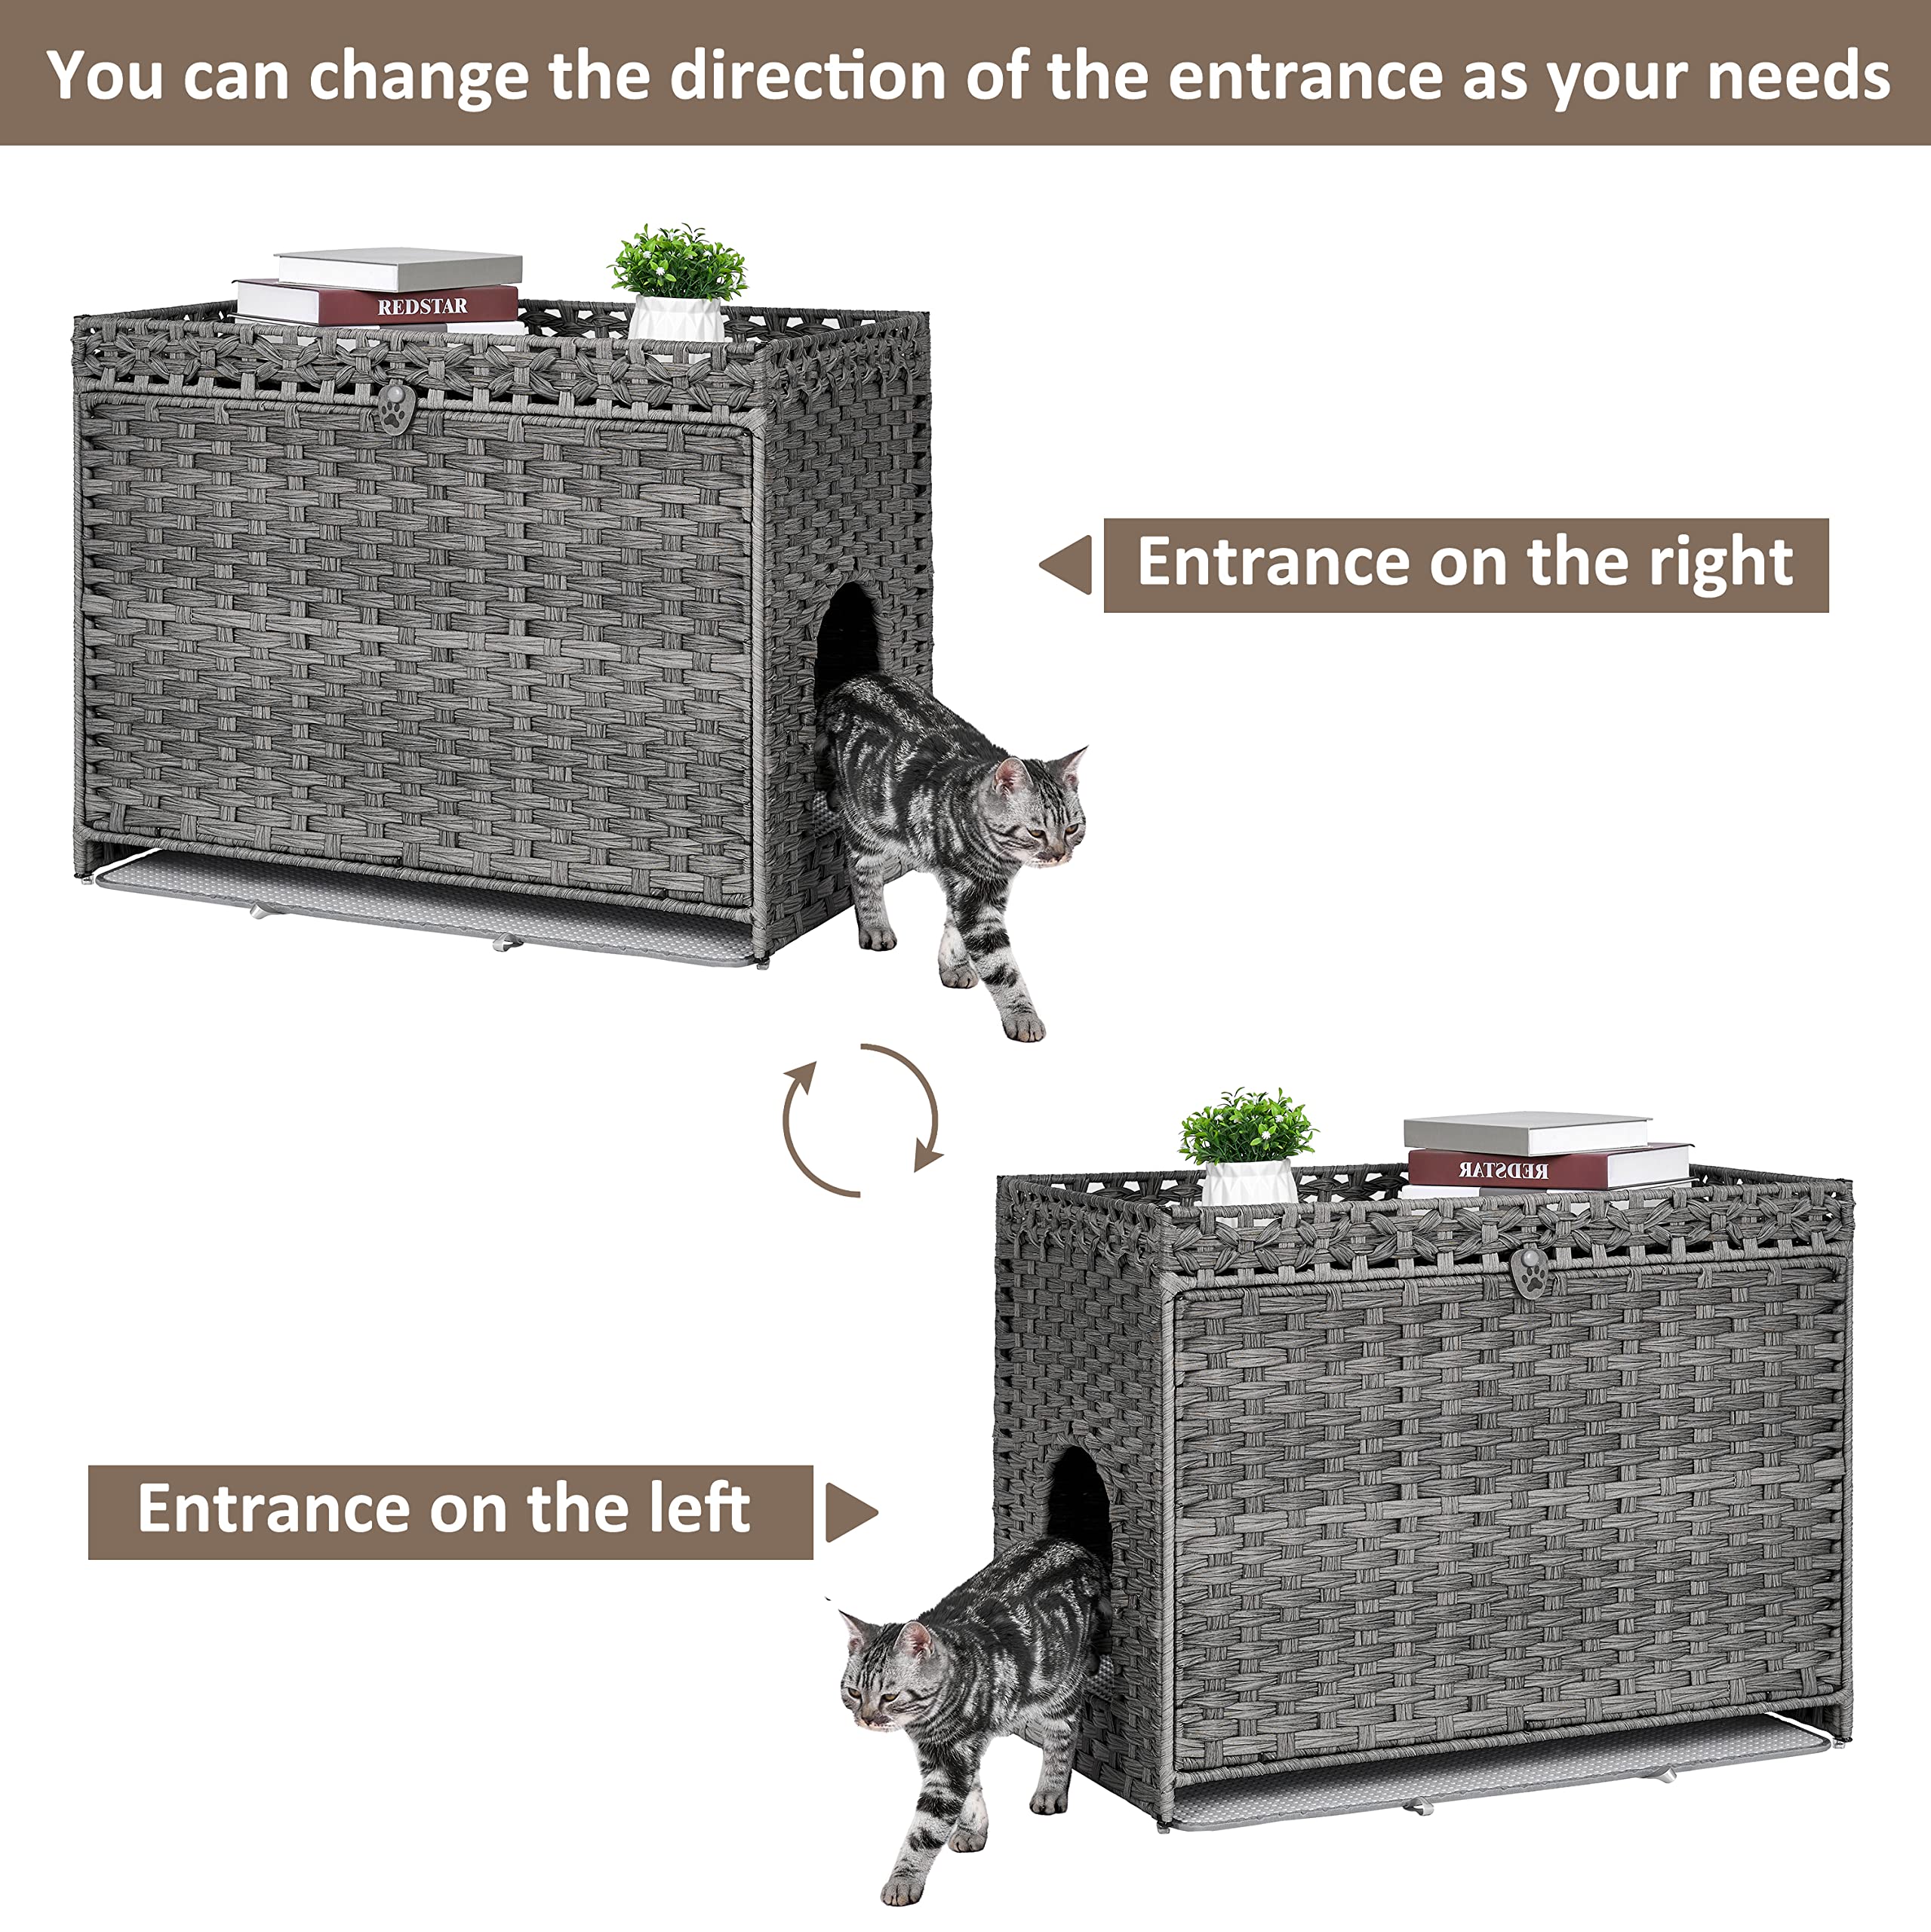 You can change the direction of the entrance as your needs
REDSTAR
Entrance on the right
REDSTAR
Entrance on the left